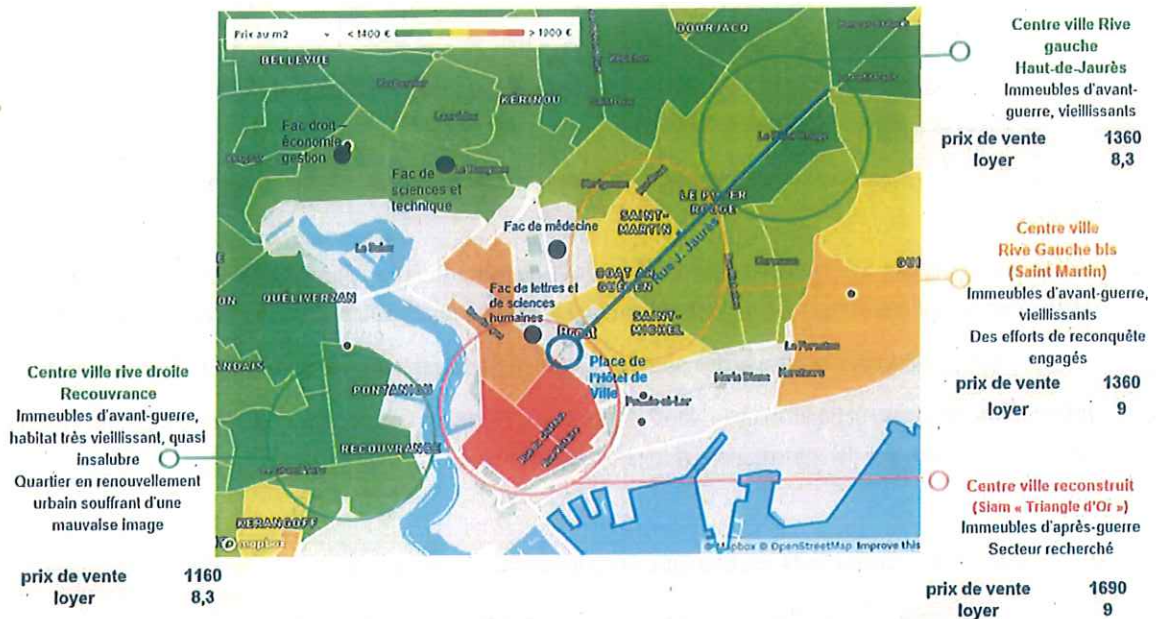 Prix au m2 < 1400 € > 1900 €
BELLEVUE
KÉRINOU
Fac droit –
économie
gestion
Fac de
sciences et
technique
Fac de médecine
Fac de lettres et
de sciences
humaines
SAINT-
MARTIN
ROUGE
Rue J. Jaurès
SAINT-
MICHEL
QUÉLIVERZAN
Brest
Place de
l'Hôtel de
Ville
PONTANIOU
RECOUVRANCE
KERANGOFF
mapbox
© Mapbox © OpenStreetMap Improve this
Centre ville Rive
gauche
Haut-de-Jaurès
Immeubles d'avant-
guerre, vieillissants
prix de vente 1360
loyer 8,3
Centre ville
Rive Gauche bis
(Saint Martin)
Immeubles d'avant-guerre,
vieillissants
Des efforts de reconquête
engagés
prix de vente 1360
loyer 9
Centre ville rive droite
Recouvrance
Immeubles d'avant-guerre,
habitat très vieillissant, quasi
insalubre
Quartier en renouvellement
urbain souffrant d'une
mauvaise image
prix de vente 1160
loyer 8,3
Centre ville reconstruit
(Siam « Triangle d'Or »)
Immeubles d'après-guerre
Secteur recherché
prix de vente 1690
loyer 9